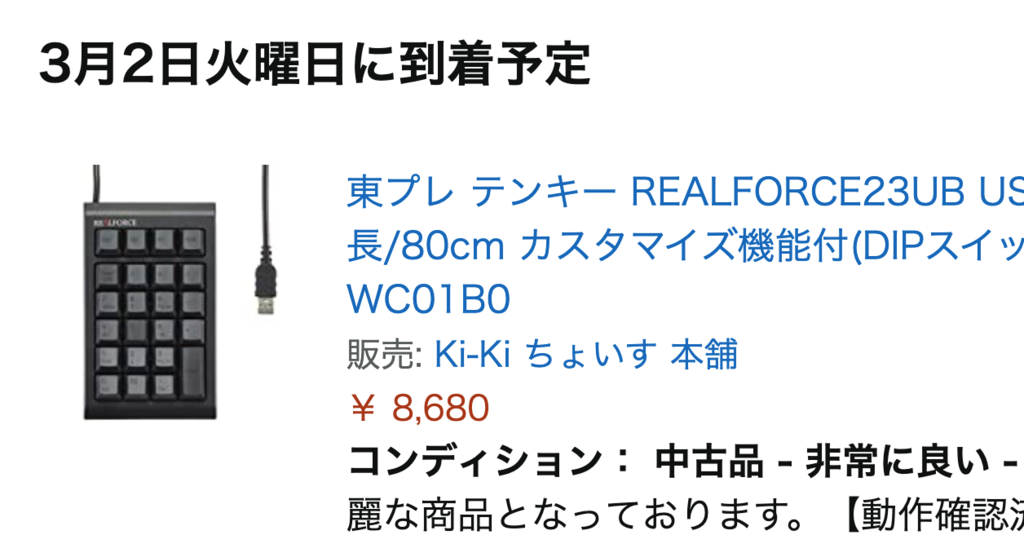 3月2日火曜日に到着予定
REALFORCE
東プレ テンキー REALFORCE23UB US
長/80cm カスタマイズ機能付(DIPスイッ
WC01B0
販売: Ki-Ki ちょいす 本舗
¥ 8,680
コンディション： 中古品 - 非常に良い -
麗な商品となっております。【動作確認済